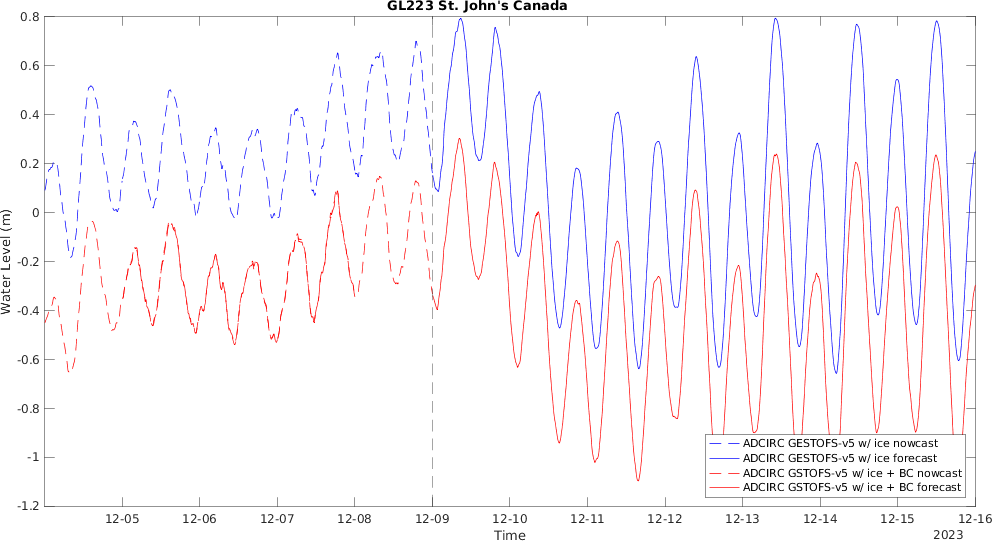 GL223 St. John's Canada
0.8
0.6
0.4
0.2
0
-0.2
-0.4
-0.6
-0.8
-1
-1.2
Water Level (m)
12-05 12-06 12-07 12-08 12-09 12-10 12-11 12-12 12-13 12-14 12-15 12-16
Time
2023
ADCIRC GESTOFS-v5 w/ ice nowcast
ADCIRC GESTOFS-v5 w/ ice forecast
ADCIRC GSTOFS-v5 w/ ice + BC nowcast
ADCIRC GSTOFS-v5 w/ ice + BC forecast